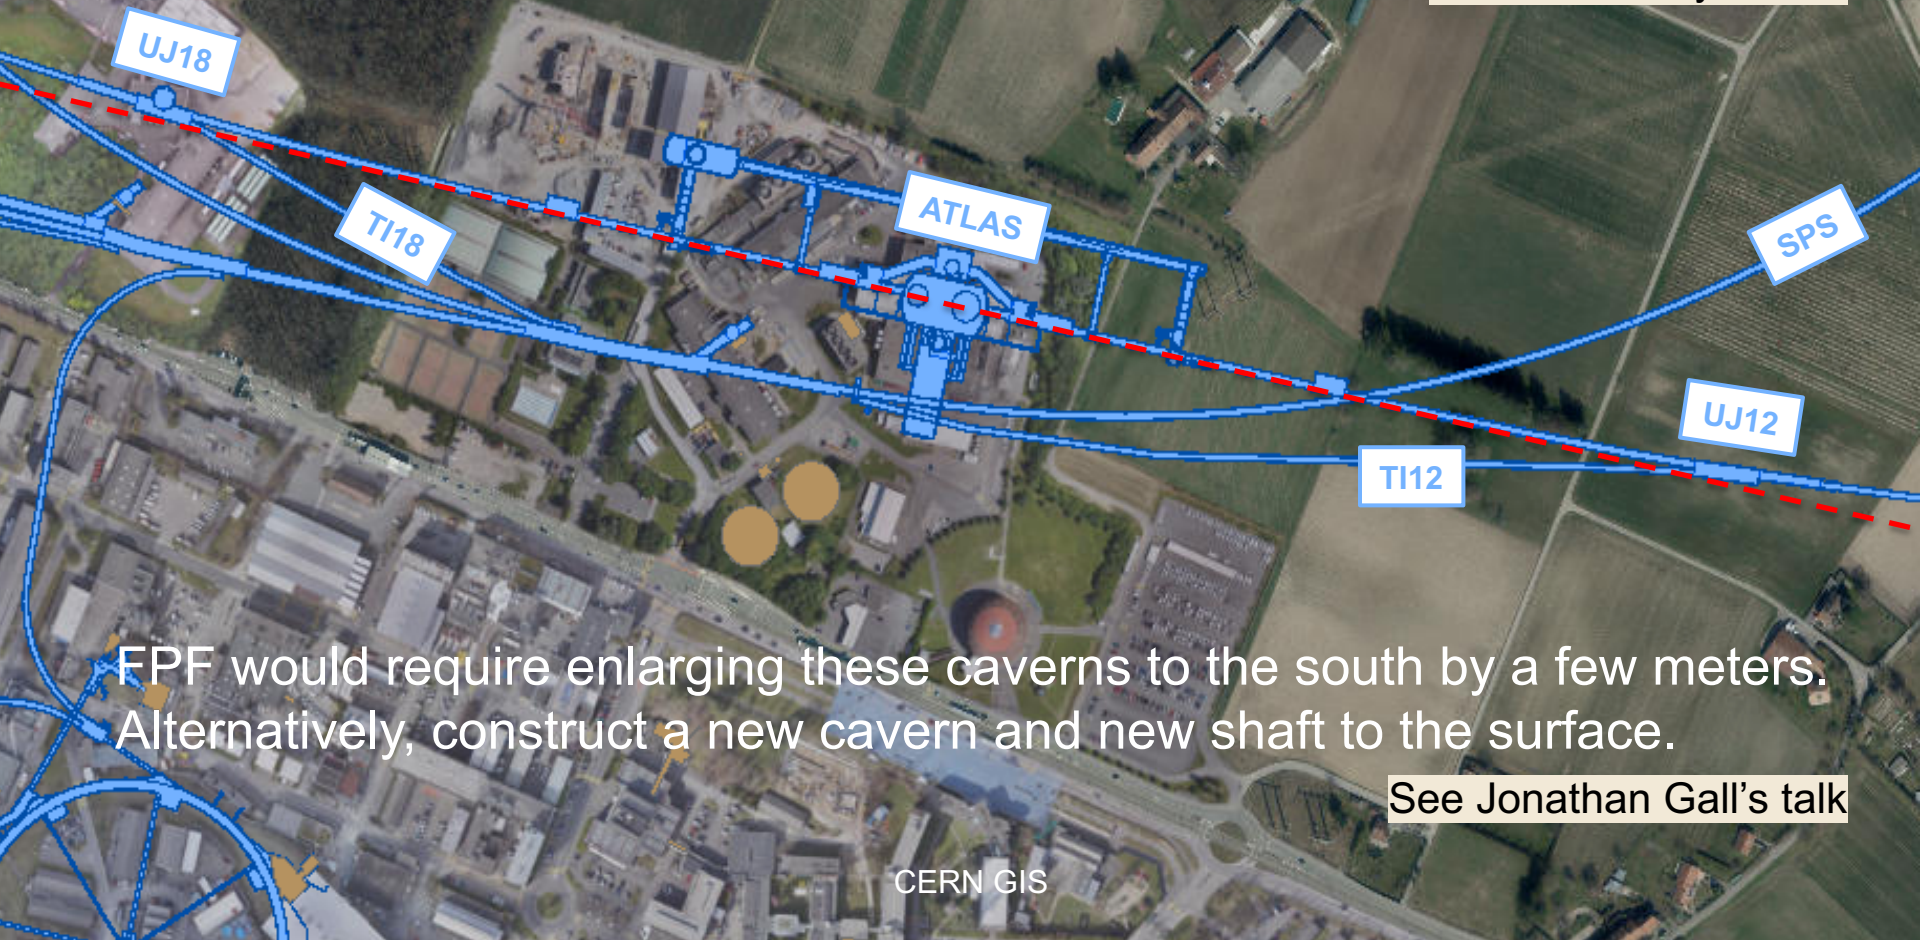 UJ18
TI18
ATLAS
SPS
UJ12
TI12
FPF would require enlarging these caverns to the south by a few meters.
Alternatively, construct a new cavern and new shaft to the surface.
See Jonathan Gall’s talk
CERN GIS